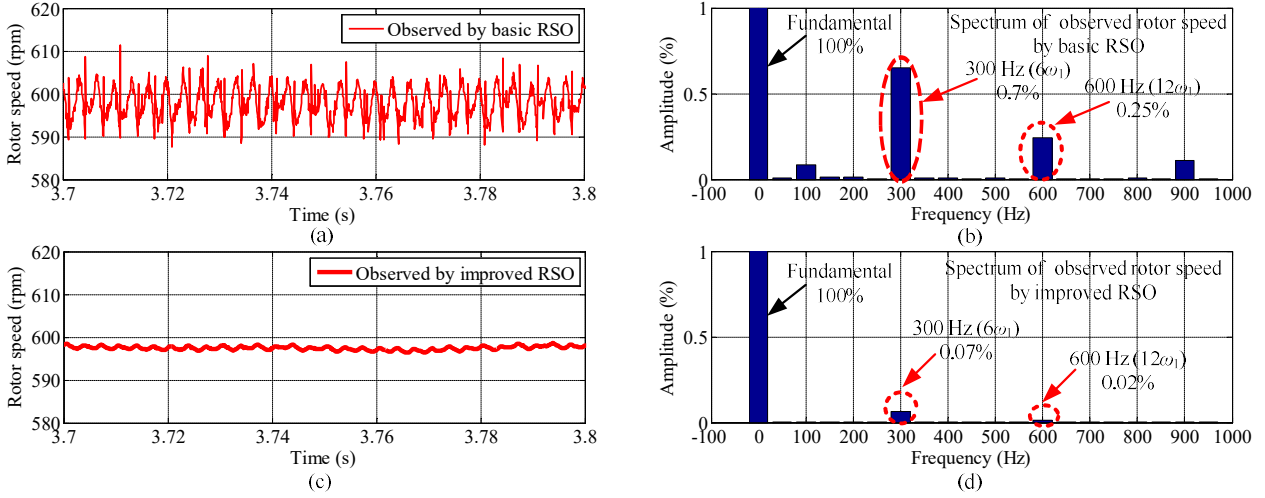 620
610
600
590
580
Rotor speed (rpm)
Observed by basic RSO
3.7
3.72
3.74
3.76
3.78
3.8
Time (s)
(a)
1
0.5
0
Amplitude (%)
Fundamental
100%
Spectrum of observed rotor speed
by basic RSO
300 Hz (6ω1)
0.7%
600 Hz (12ω1)
0.25%
-100
0
100
200
300
400
500
600
700
800
900
1000
Frequency (Hz)
(b)
620
610
600
590
580
Rotor speed (rpm)
Observed by improved RSO
3.7
3.72
3.74
3.76
3.78
3.8
Time (s)
(c)
1
0.5
0
Amplitude (%)
Fundamental
100%
Spectrum of observed rotor speed
by improved RSO
300 Hz (6ω1)
0.07%
600 Hz (12ω1)
0.02%
-100
0
100
200
300
400
500
600
700
800
900
1000
Frequency (Hz)
(d)